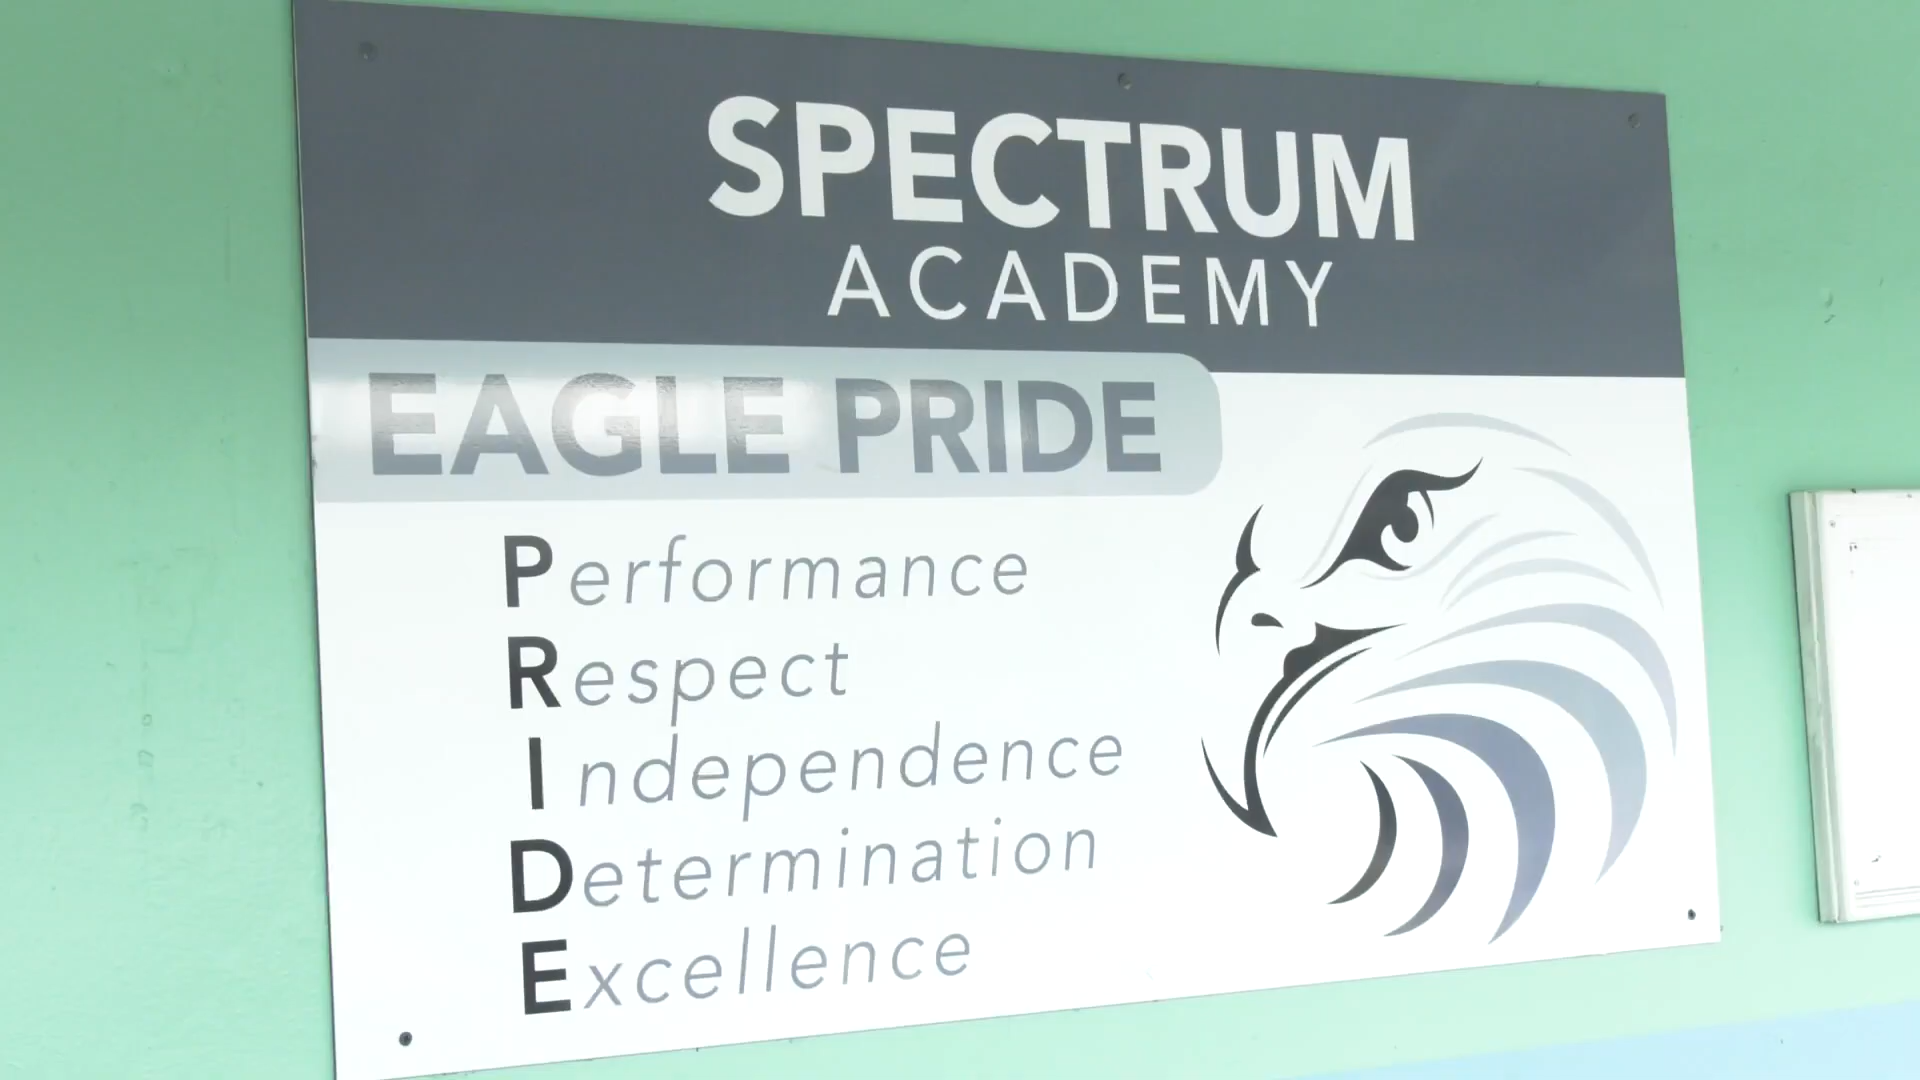 SPECTRUM
ACADEMY
EAGLE PRIDE
Performance
Respect
Independence
Determination
Excellence